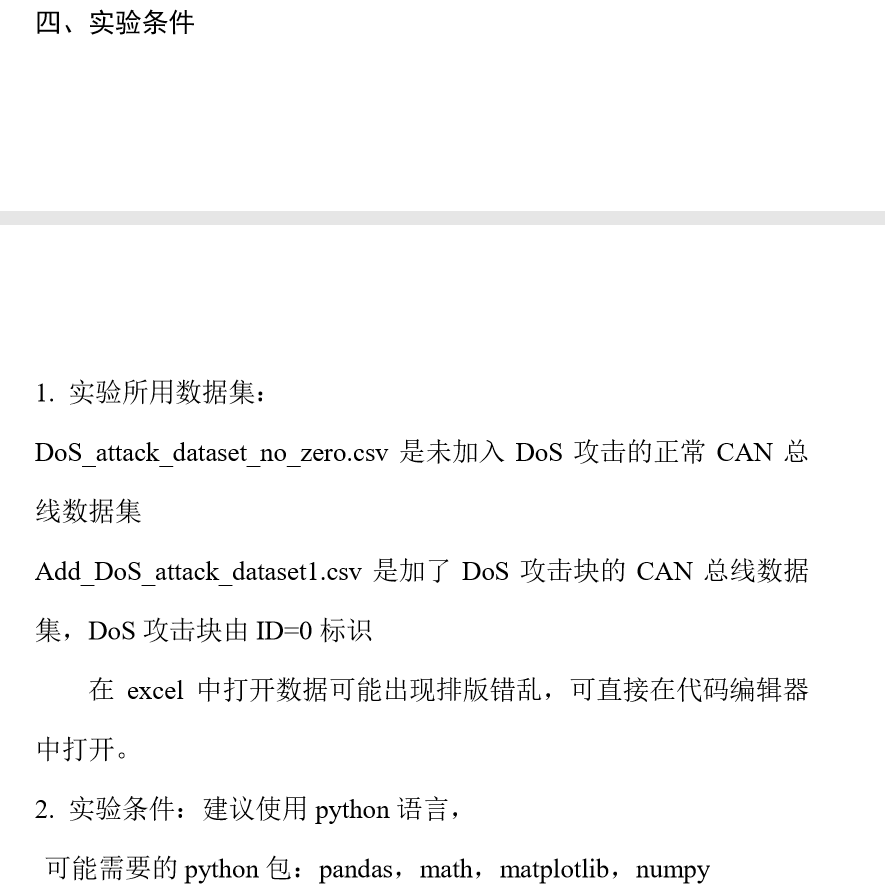 四、实验条件
1. 实验所用数据集：
DoS_attack_dataset_no_zero.csv 是未加入 DoS 攻击的正常 CAN 总
线数据集
Add_DoS_attack_dataset1.csv 是加了 DoS 攻击块的 CAN 总线数据
集，DoS 攻击块由 ID=0 标识
在 excel 中打开数据可能出现排版错乱，可直接在代码编辑器
中打开。
2. 实验条件：建议使用 python 语言，
可能需要的 python 包：pandas，math，matplotlib，numpy